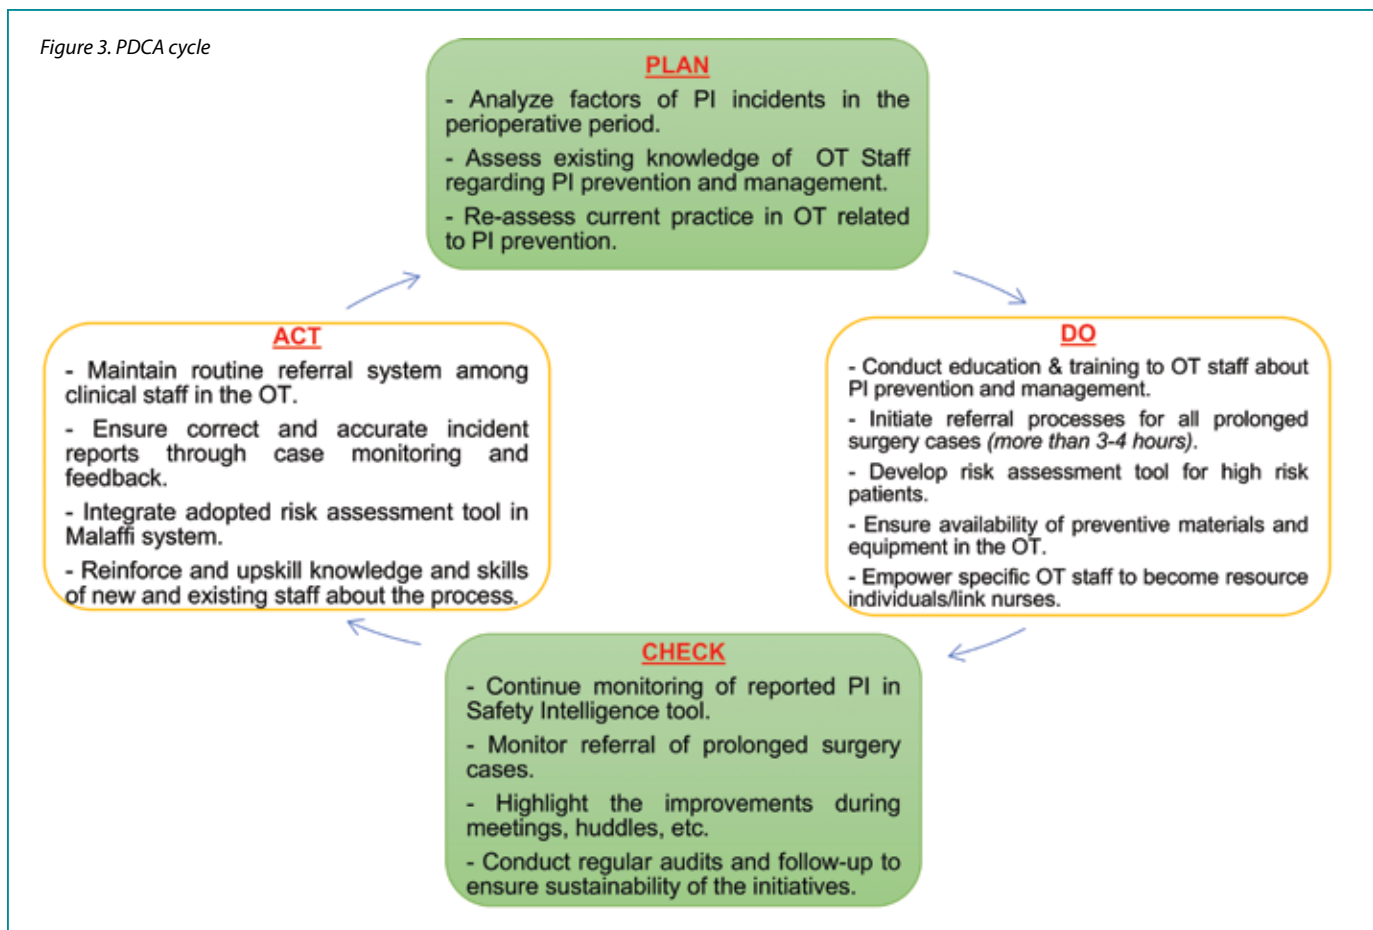 Figure 3. PDCA cycle
PLAN
- Analyze factors of PI incidents in the
perioperative period.
- Assess existing knowledge of OT Staff
regarding PI prevention and management.
- Re-assess current practice in OT related
to PI prevention.
DO
- Conduct education & training to OT staff about
PI prevention and management.
- Initiate referral processes for all prolonged
surgery cases (more than 3-4 hours).
- Develop risk assessment tool for high risk
patients.
- Ensure availability of preventive materials and
equipment in the OT.
- Empower specific OT staff to become resource
individuals/link nurses.
CHECK
- Continue monitoring of reported PI in
Safety Intelligence tool.
- Monitor referral of prolonged surgery
cases.
- Highlight the improvements during
meetings, huddles, etc.
- Conduct regular audits and follow-up to
ensure sustainability of the initiatives.
ACT
- Maintain routine referral system among
clinical staff in the OT.
- Ensure correct and accurate incident
reports through case monitoring and
feedback.
- Integrate adopted risk assessment tool in
Malaffi system.
- Reinforce and upskill knowledge and skills
of new and existing staff about the process.